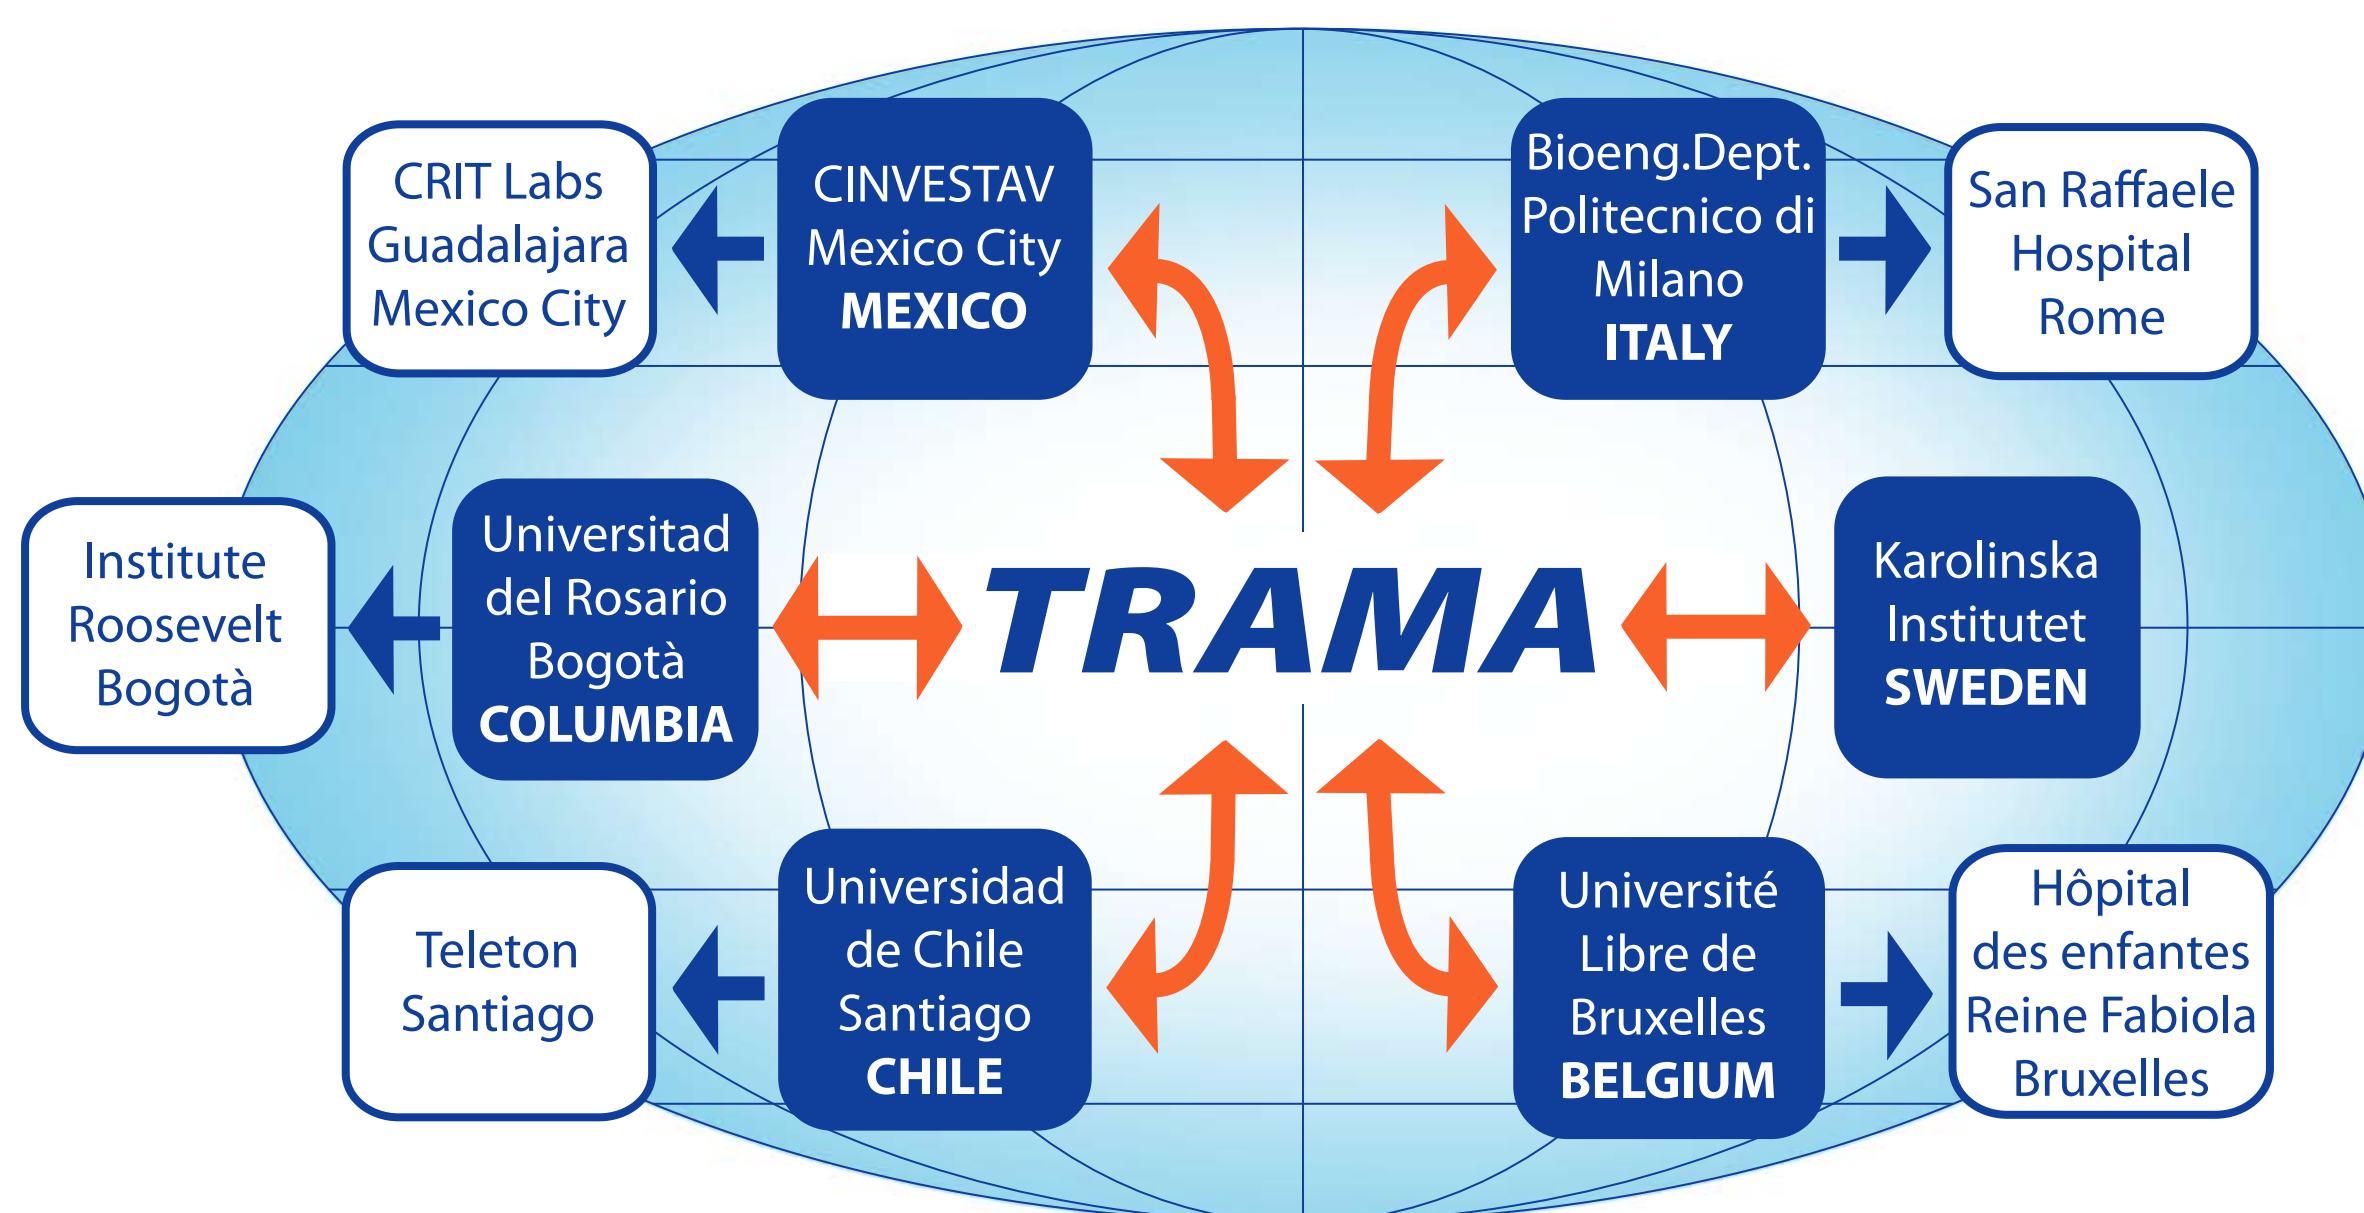 CRIT Labs
Guadalajara
Mexico City
CINVESTAV
Mexico City
MEXICO
Bioeng.Dept.
Politecnico di
Milano
ITALY
San Raffaele
Hospital
Rome
Institute
Roosevelt
Bogotà
Universitad
del Rosario
Bogotà
COLUMBIA
TRAMA
Karolinska
Institutet
SWEDEN
Teleton
Santiago
Universidad
de Chile
Santiago
CHILE
Université
Libre de
Bruxelles
BELGIUM
Hôpital
des enfantes
Reine Fabiola
Bruxelles